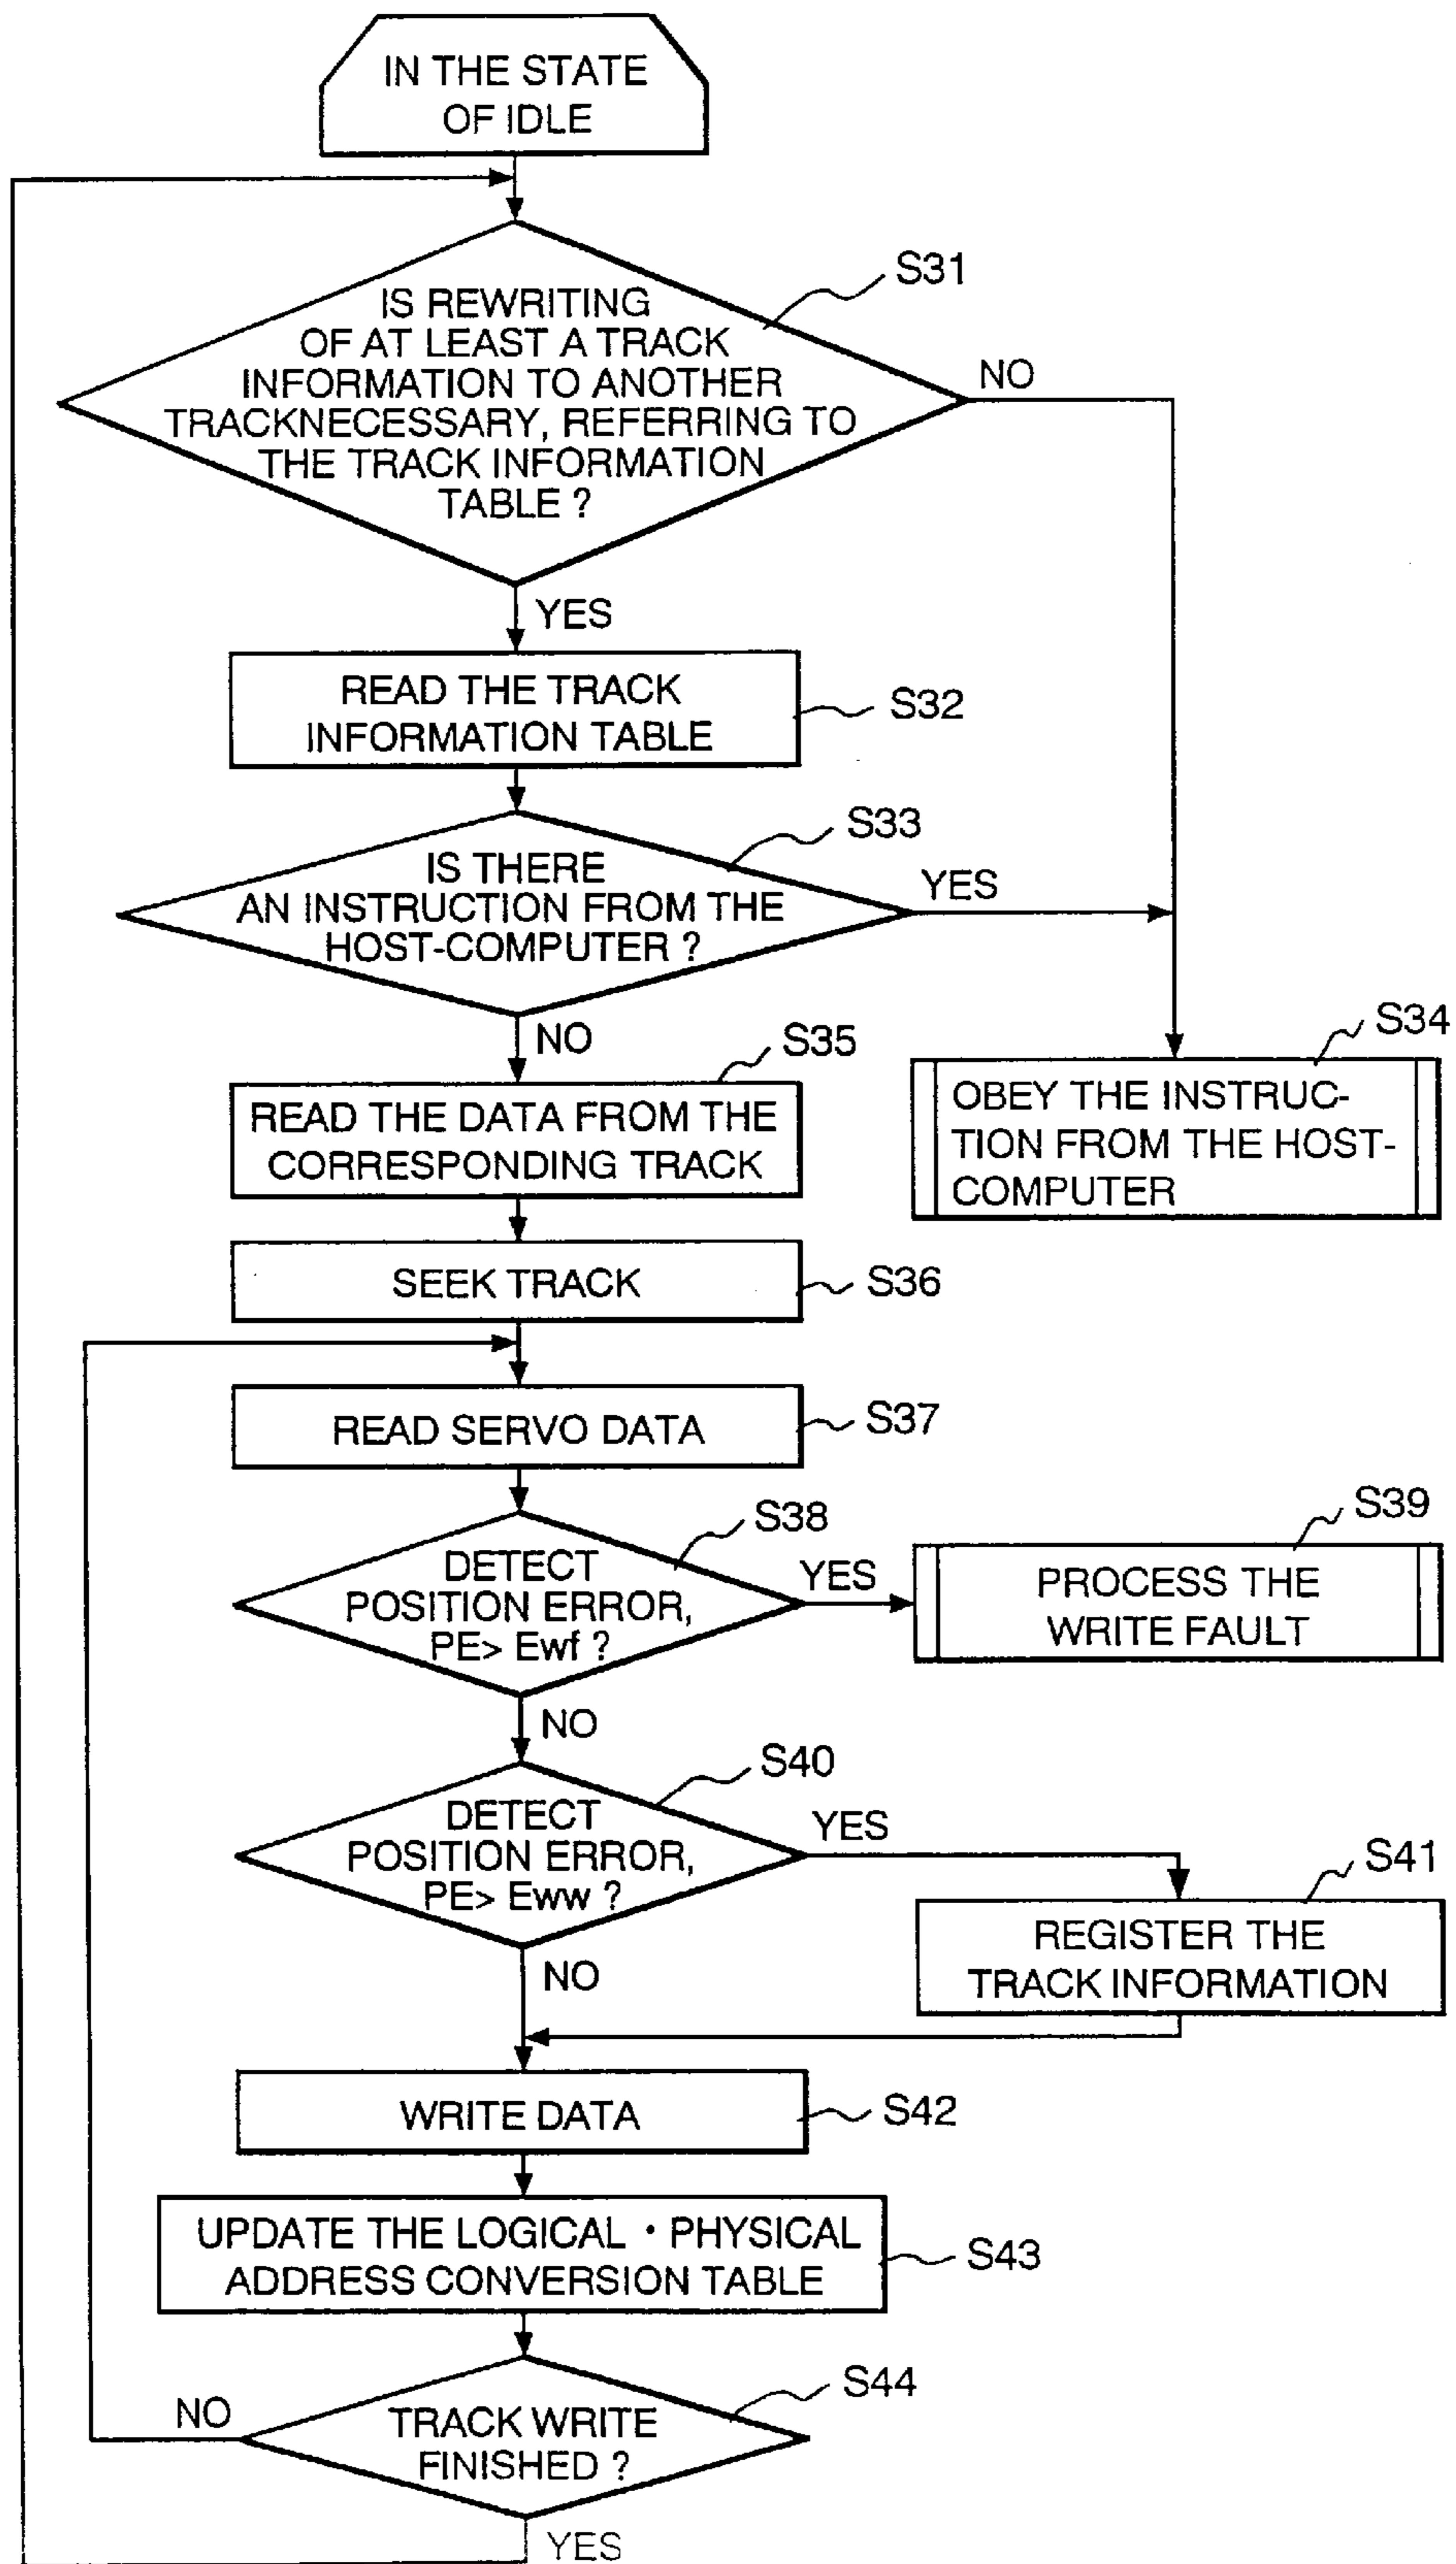 IN THE STATE
OF IDLE
S31
IS REWRITING
OF AT LEAST A TRACK
INFORMATION TO ANOTHER
TRACKNECESSARY, REFERRING TO
THE TRACK INFORMATION
TABLE ?
NO
YES
READ THE TRACK
INFORMATION TABLE
S32
S33
IS THERE
AN INSTRUCTION FROM THE
HOST-COMPUTER ?
YES
NO
S34
OBEY THE INSTRUC-
TION FROM THE HOST-
COMPUTER
S35
READ THE DATA FROM THE
CORRESPONDING TRACK
SEEK TRACK
S36
READ SERVO DATA
S37
S38
DETECT
POSITION ERROR,
PE> Ewf ?
YES
NO
S39
PROCESS THE
WRITE FAULT
S40
DETECT
POSITION ERROR,
PE> Eww ?
YES
NO
S41
REGISTER THE
TRACK INFORMATION
WRITE DATA
S42
UPDATE THE LOGICAL・PHYSICAL
ADDRESS CONVERSION TABLE
S43
S44
TRACK WRITE
FINISHED ?
NO
YES